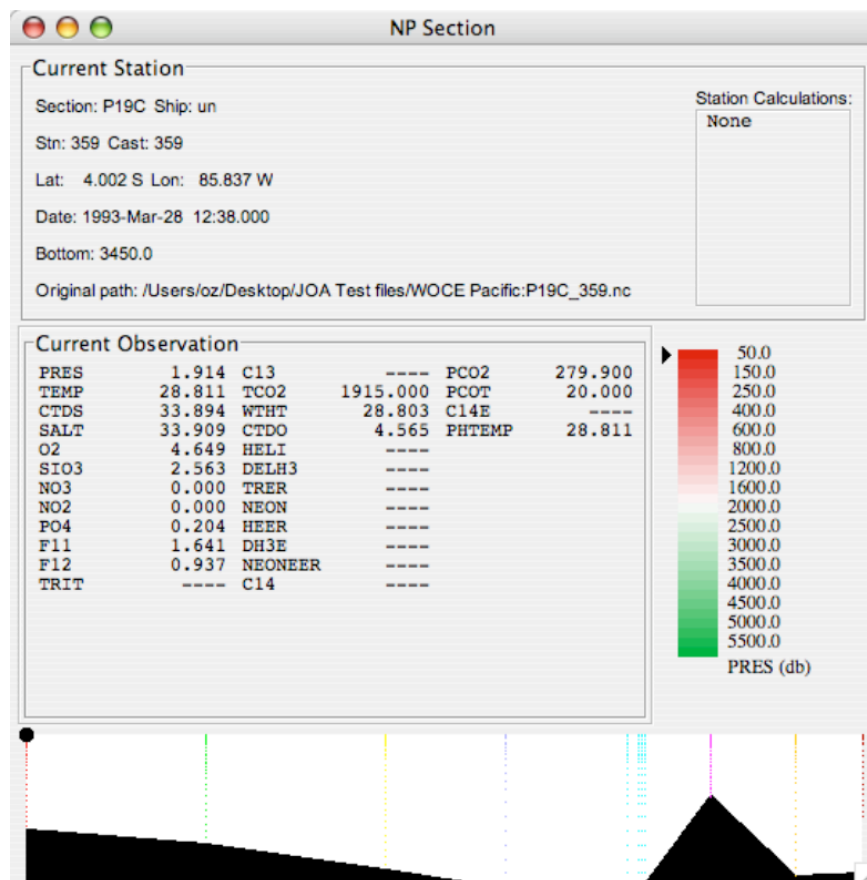 NP Section
Current Station
Section: P19C Ship: un
Stn: 359 Cast: 359
Lat: 4.002 S Lon: 85.837 W
Date: 1993-Mar-28 12:38.000
Bottom: 3450.0
Original path: /Users/oz/Desktop/JOA Test files/WOCE Pacific:P19C_359.nc
Station Calculations:
None
Current Observation
PRES 1.914 C13 ---- PCO2 279.900
TEMP 28.811 TCO2 1915.000 PCOT 20.000
CTDS 33.894 WTHT 28.803 C14E ----
SALT 33.909 CTDO 4.565 PHTEMP 28.811
O2 4.649 HELI ----
SIO3 2.563 DELH3 ----
NO3 0.000 TRER ----
NO2 0.000 NEON ----
PO4 0.204 HEER ----
F11 1.641 DH3E ----
F12 0.937 NEONEER ----
TRIT ---- C14 ----
50.0
150.0
250.0
400.0
600.0
800.0
1200.0
1600.0
2000.0
2500.0
3000.0
3500.0
4000.0
4500.0
5000.0
5500.0
PRES (db)